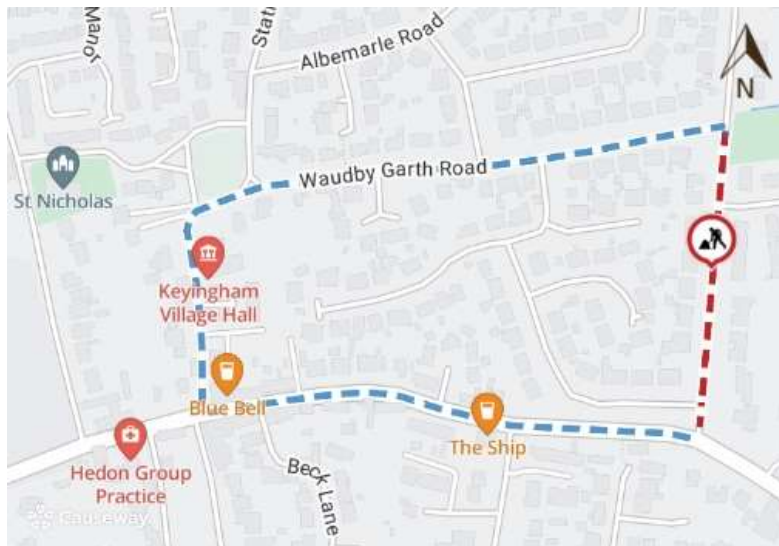 Manor
Stati
Albemarle Road
N
Waudby Garth Road
St Nicholas
Keyingham
Village Hall
Blue Bell
The Ship
Hedon Group
Practice
Beck Lane
Causeway